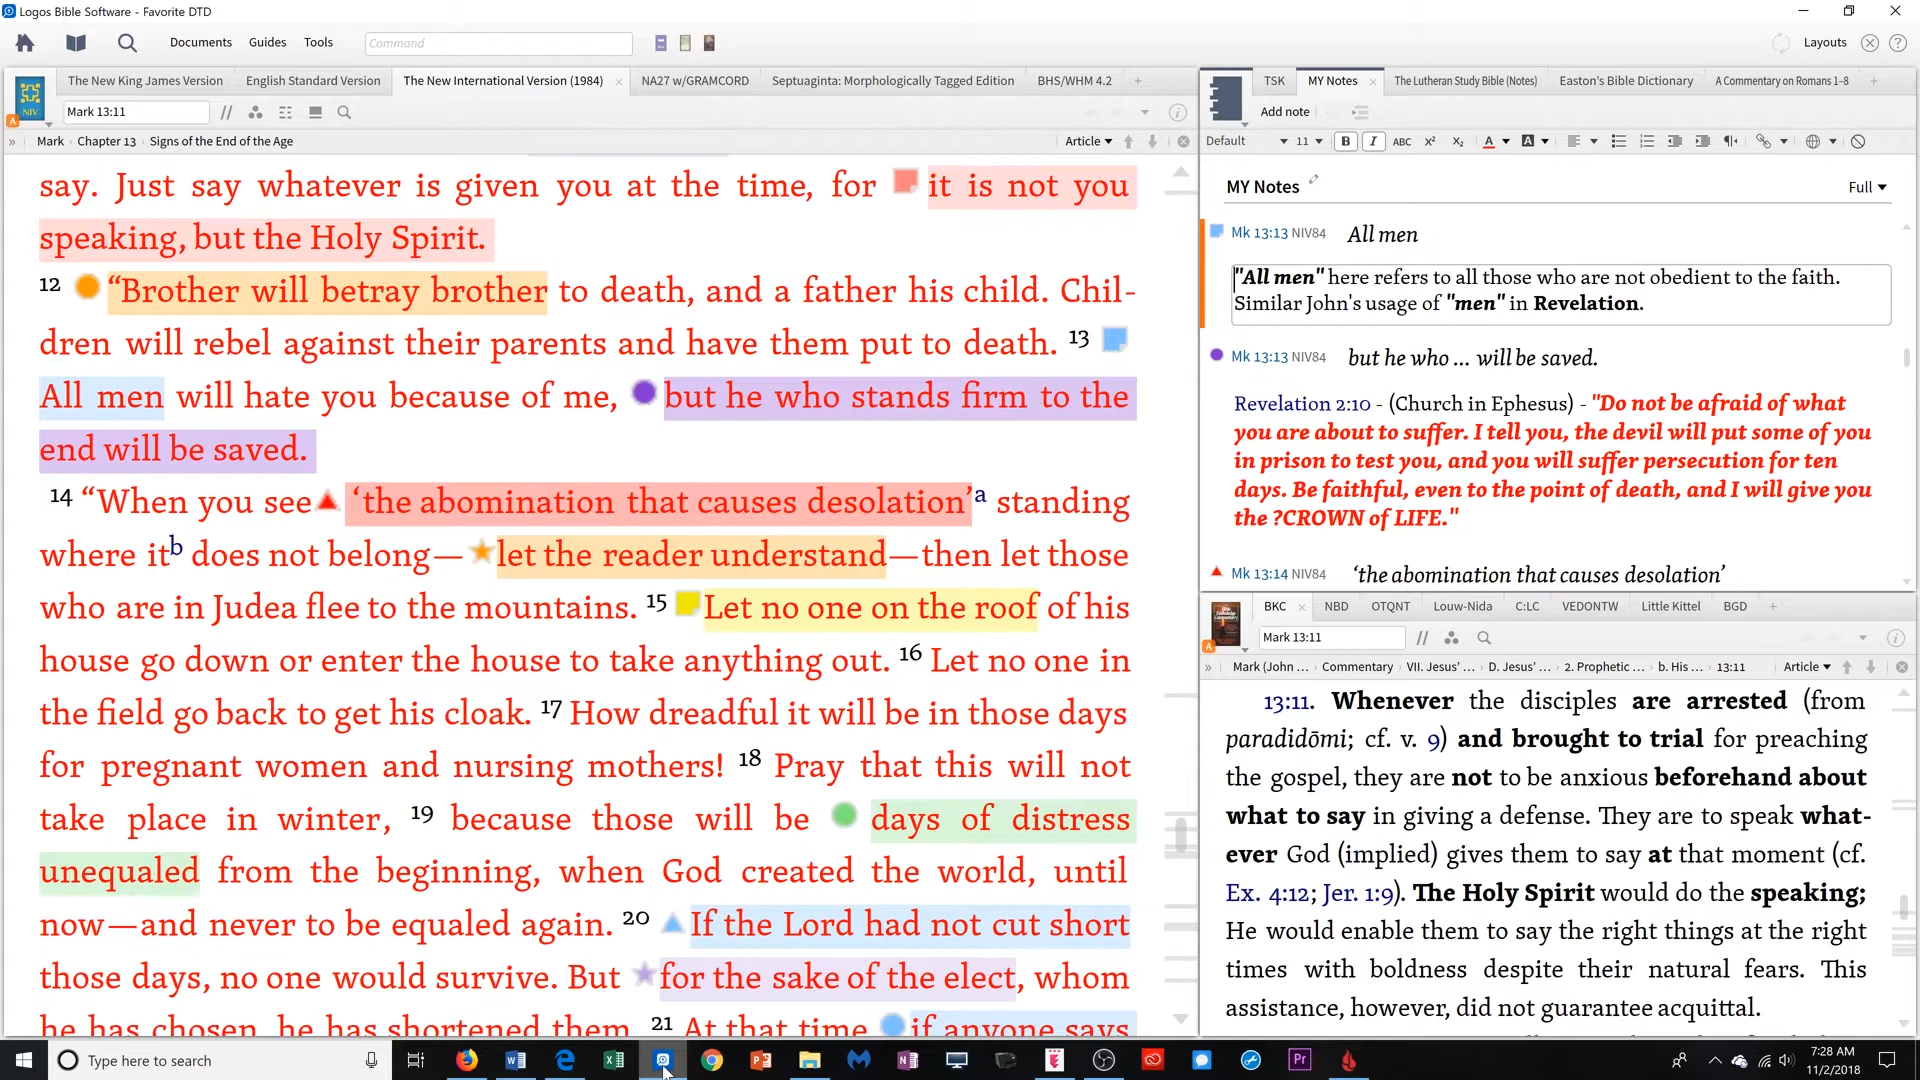 Logos Bible Software - Favorite DTD
Documents Guides Tools Command Layouts
The New King James Version English Standard Version The New International Version (1984) NA27 w/GRAMCORD Septuaginta: Morphologically Tagged Edition BHS/WHM 4.2
NIV
Mark 13:11
Mark › Chapter 13 › Signs of the End of the Age Article
say. Just say whatever is given you at the time, for it is not you
speaking, but the Holy Spirit.
12 “Brother will betray brother to death, and a father his child. Chil-
dren will rebel against their parents and have them put to death. 13
All men will hate you because of me, but he who stands firm to the
end will be saved.
14 “When you see ‘the abomination that causes desolation’a standing
where itb does not belong—let the reader understand—then let those
who are in Judea flee to the mountains. 15 Let no one on the roof of his
house go down or enter the house to take anything out. 16 Let no one in
the field go back to get his cloak. 17 How dreadful it will be in those days
for pregnant women and nursing mothers! 18 Pray that this will not
take place in winter, 19 because those will be days of distress
unequaled from the beginning, when God created the world, until
now—and never to be equaled again. 20 If the Lord had not cut short
those days, no one would survive. But for the sake of the elect, whom
he has chosen, he has shortened them. 21 At that time if anyone says
TSK MY Notes The Lutheran Study Bible (Notes) Easton’s Bible Dictionary A Commentary on Romans 1–8
Add note
Default 11 B I ABC X² X₂ A A
MY Notes Full
Mk 13:13 NIV84 All men
"All men" here refers to all those who are not obedient to the faith.
Similar John's usage of "men" in Revelation.
Mk 13:13 NIV84 but he who ... will be saved.
Revelation 2:10 - (Church in Ephesus) - "Do not be afraid of what
you are about to suffer. I tell you, the devil will put some of you
in prison to test you, and you will suffer persecution for ten
days. Be faithful, even to the point of death, and I will give you
the ?CROWN of LIFE."
Mk 13:14 NIV84 ‘the abomination that causes desolation’
BKC NBD OTQNT Louw-Nida C:LC VEDONTW Little Kittel BGD
Mark 13:11
Mark (John ... › Commentary › VII. Jesus’ ... › D. Jesus’ ... › 2. Prophetic ... › b. His ... › 13:11 Article
13:11. Whenever the disciples are arrested (from
paradidōmi; cf. v. 9) and brought to trial for preaching
the gospel, they are not to be anxious beforehand about
what to say in giving a defense. They are to speak what-
ever God (implied) gives them to say at that moment (cf.
Ex. 4:12; Jer. 1:9). The Holy Spirit would do the speaking;
He would enable them to say the right things at the right
times with boldness despite their natural fears. This
assistance, however, did not guarantee acquittal.
Type here to search
Pr
7:28 AM
11/2/2018